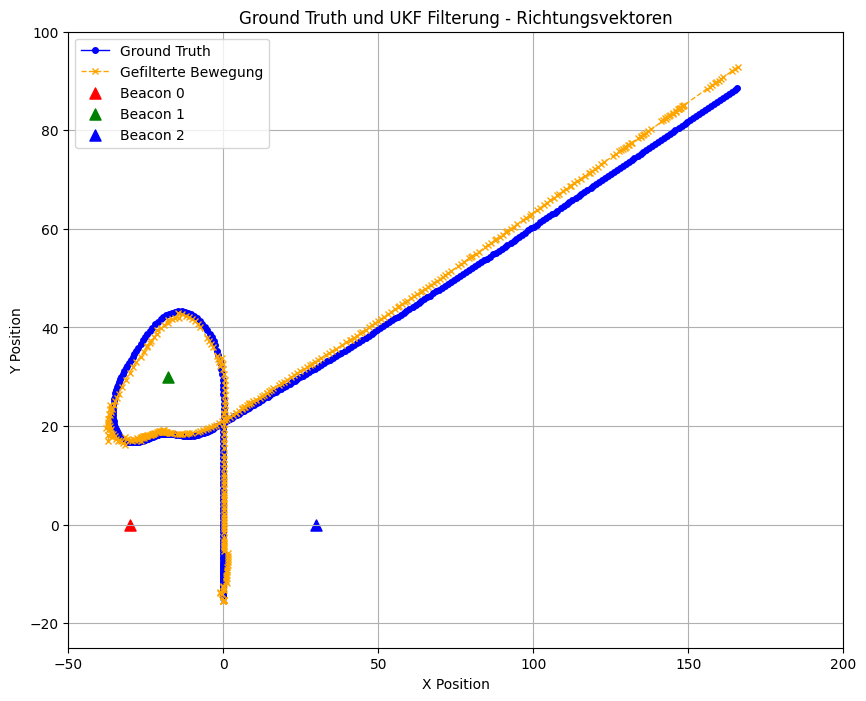 Ground Truth und UKF Filterung - Richtungsvektoren
Ground Truth
Gefilterte Bewegung
Beacon 0
Beacon 1
Beacon 2
100
80
60
40
20
0
−20
Y Position
−50
0
50
100
150
200
X Position